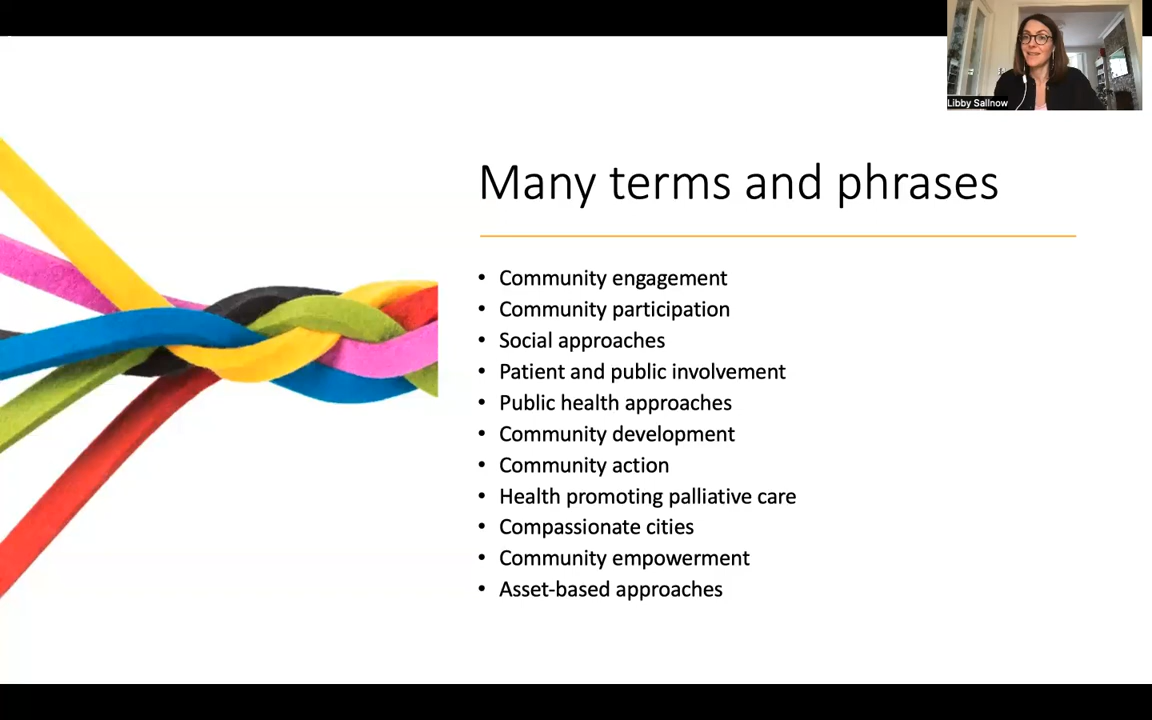 Libby Sallnow
Many terms and phrases
• Community engagement
• Community participation
• Social approaches
• Patient and public involvement
• Public health approaches
• Community development
• Community action
• Health promoting palliative care
• Compassionate cities
• Community empowerment
• Asset-based approaches